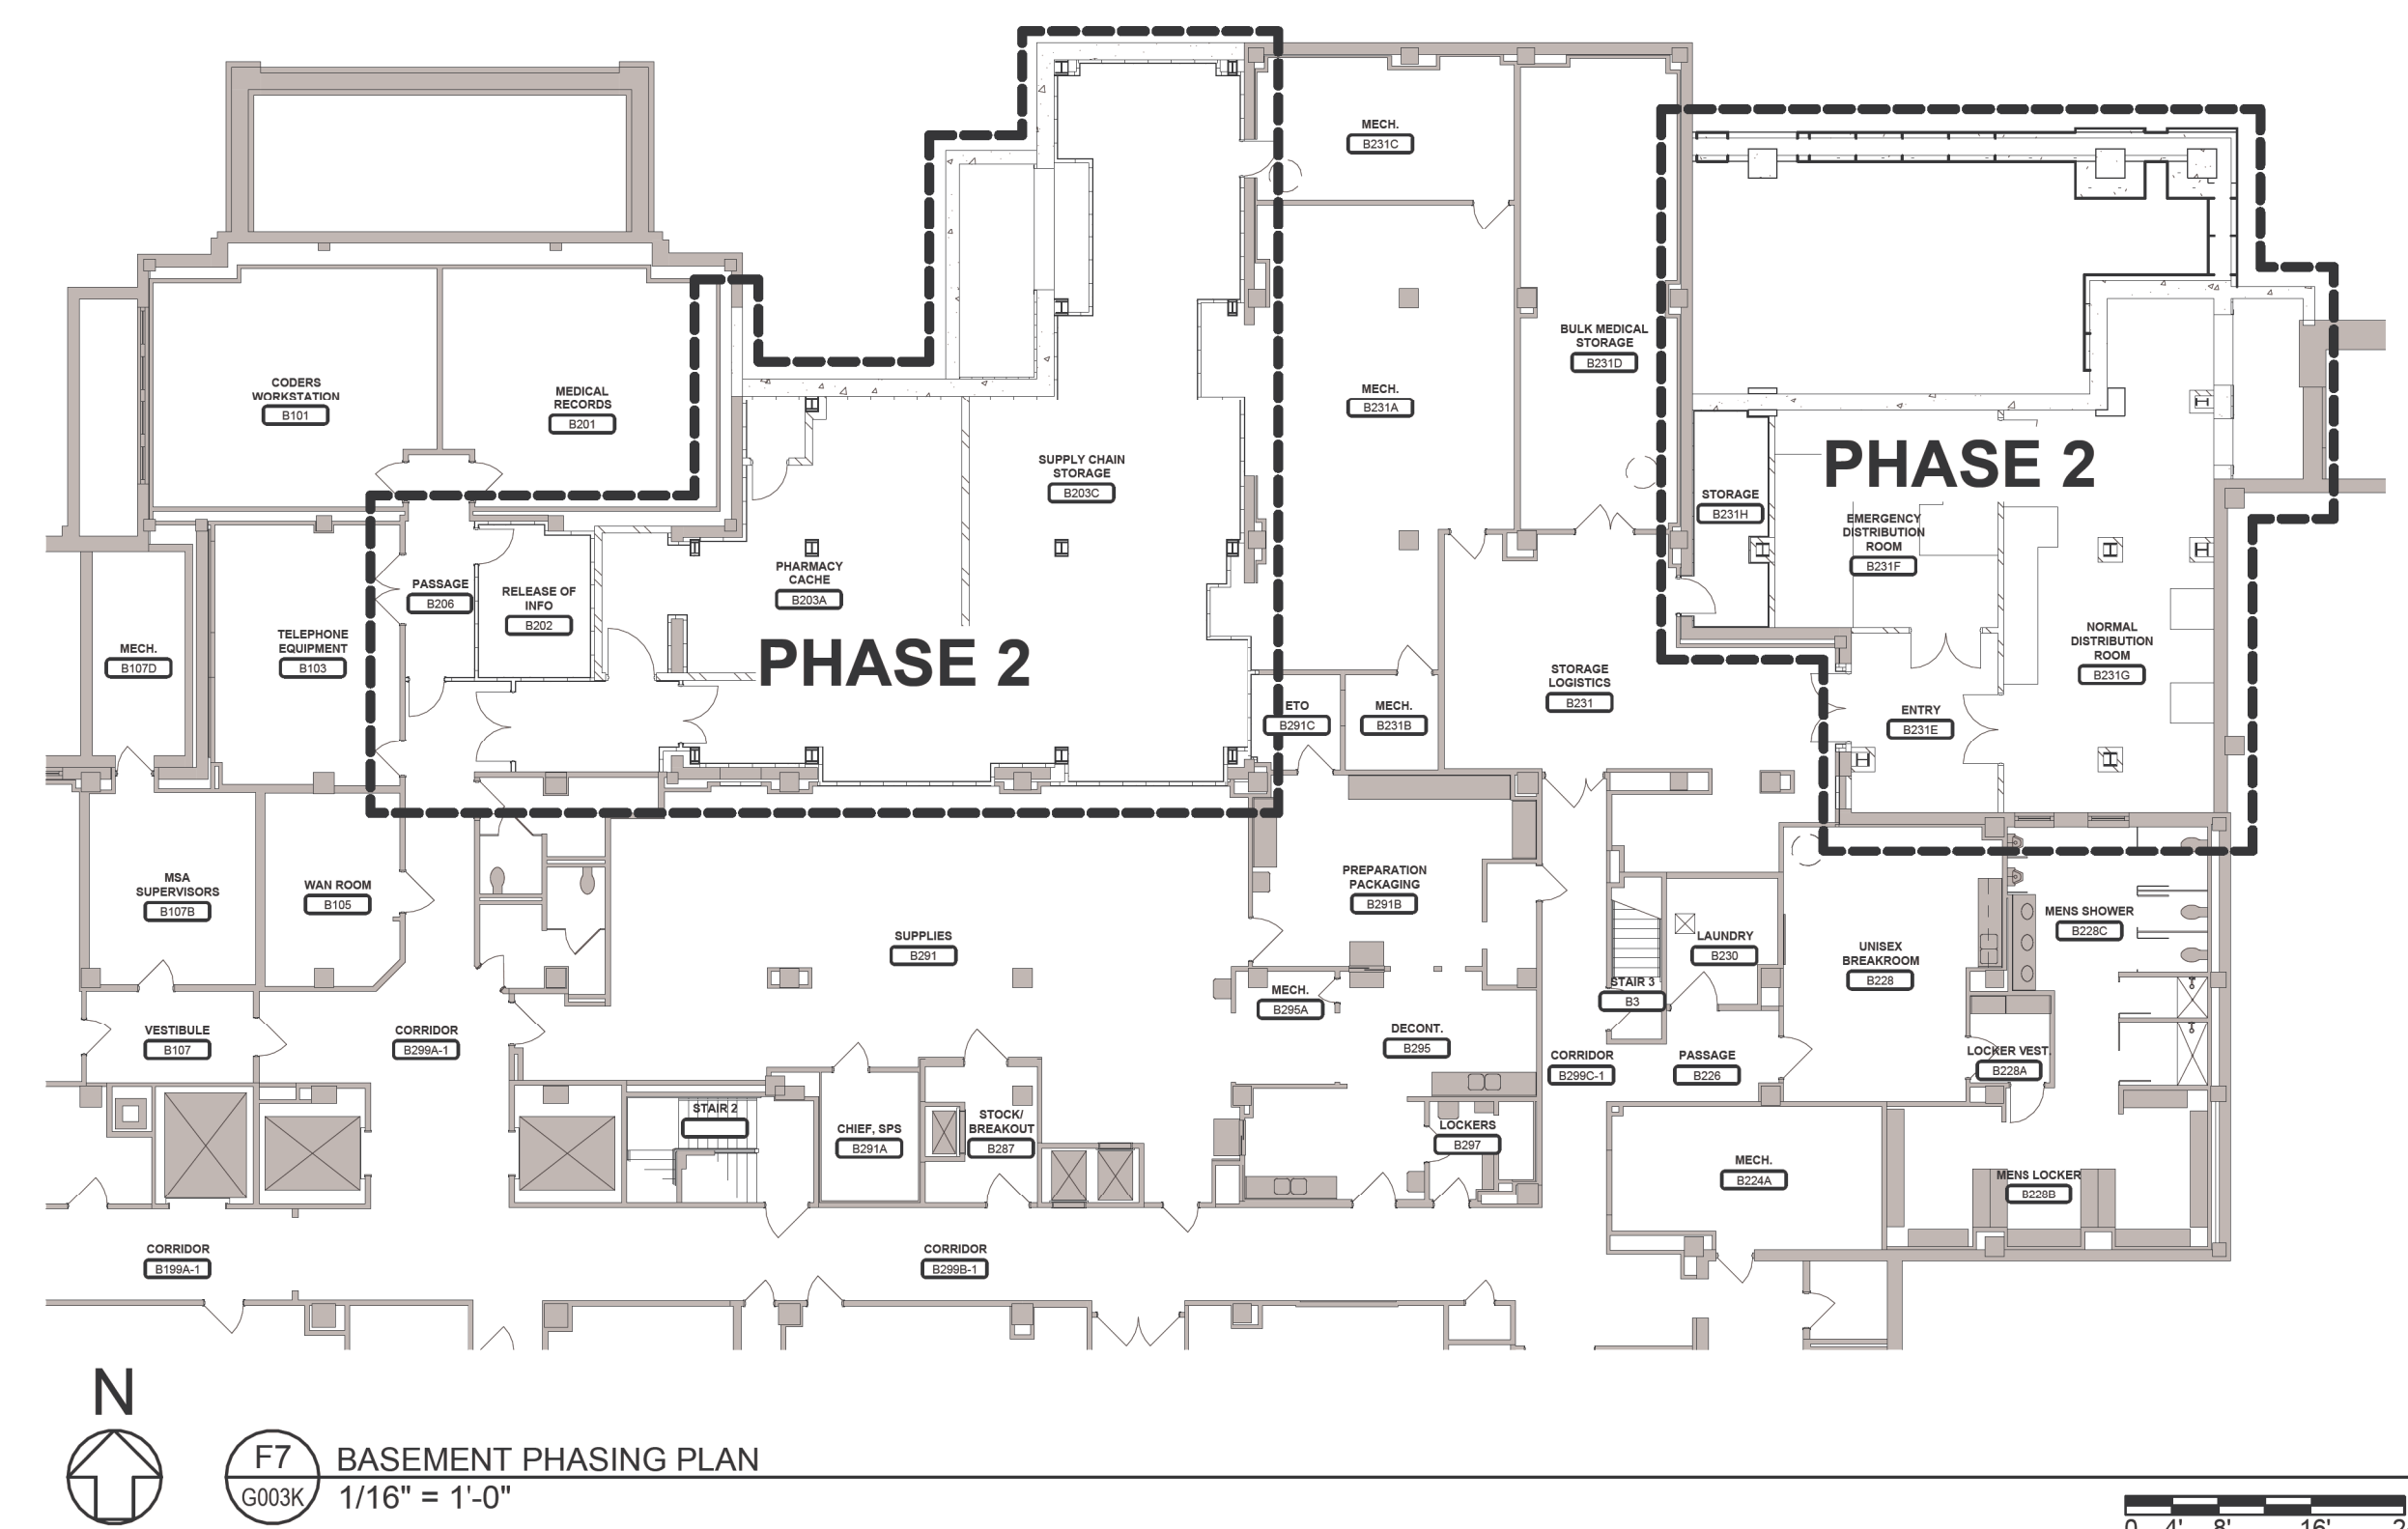 MECH.
B231C
BULK MEDICAL
STORAGE
B231D
CODERS
WORKSTATION
B101
MEDICAL
RECORDS
B201
MECH.
B231A
SUPPLY CHAIN
STORAGE
B203C
PHASE 2
STORAGE
B231H
EMERGENCY
DISTRIBUTION
ROOM
B231F
PASSAGE
B206
RELEASE OF
INFO
B202
PHARMACY
CACHE
B203A
MECH.
B107D
TELEPHONE
EQUIPMENT
B103
PHASE 2
NORMAL
DISTRIBUTION
ROOM
B231G
STORAGE
LOGISTICS
B231
ETO
B291C
MECH.
B231B
ENTRY
B231E
MSA
SUPERVISORS
B107B
WAN ROOM
B105
PREPARATION
PACKAGING
B291B
SUPPLIES
B291
LAUNDRY
B230
UNISEX
BREAKROOM
B228
MENS SHOWER
B228C
MECH.
B295A
STAIR 3
B3
VESTIBULE
B107
CORRIDOR
B299A-1
DECONT.
B295
CORRIDOR
B299C-1
PASSAGE
B226
LOCKER VEST.
B228A
STAIR 2
CHIEF, SPS
B291A
STOCK/
BREAKOUT
B287
LOCKERS
B297
MECH.
B224A
MENS LOCKER
B228B
CORRIDOR
B199A-1
CORRIDOR
B299B-1
N
F7
G003K
BASEMENT PHASING PLAN
1/16" = 1'-0"
0 4' 8' 16'